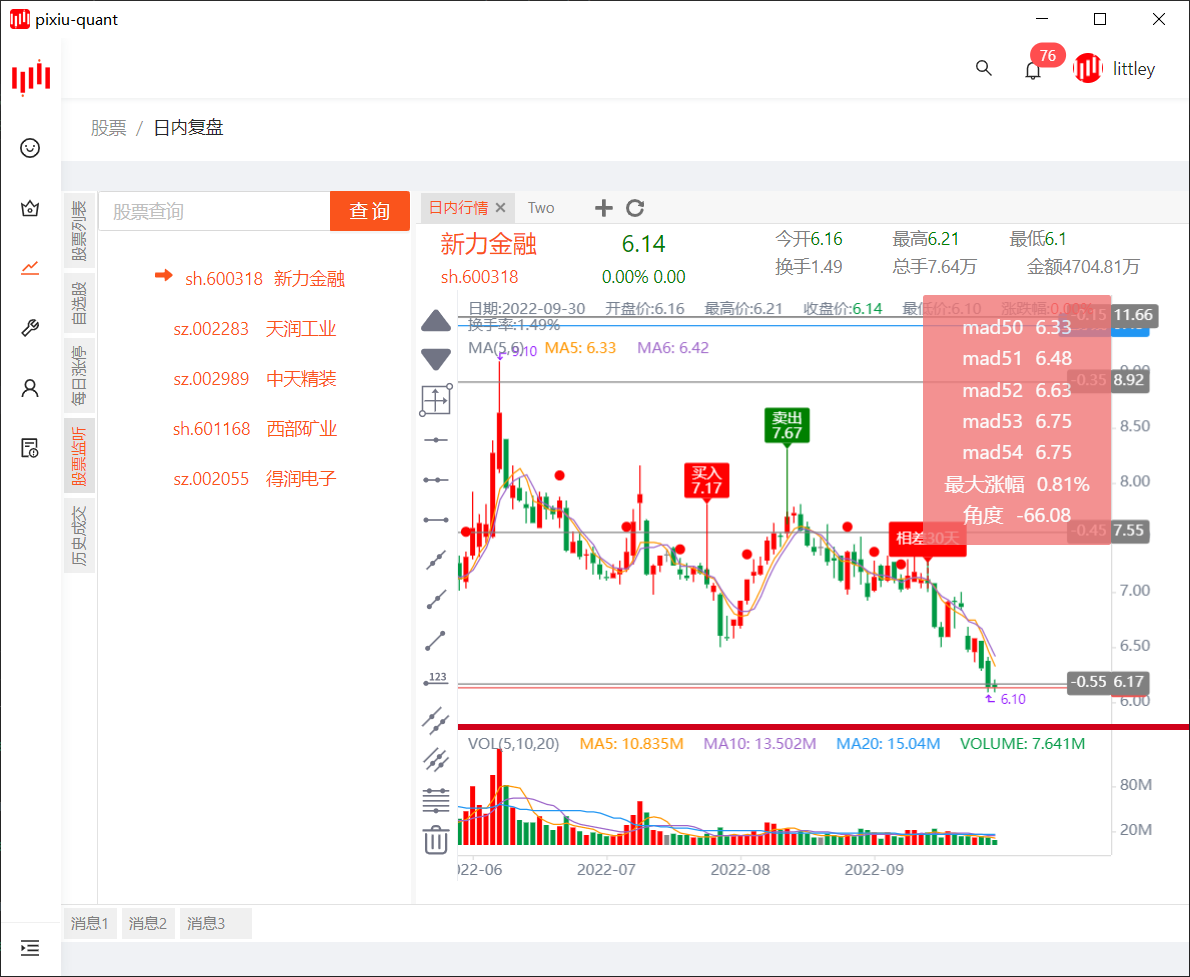 pixiu-quant
76
littley
股票 / 日内复盘
股票列表
自选股
每日涨停
股票监听
历史成交
股票查询
查询
sh.600318 新力金融
sz.002283 天润工业
sz.002989 中天精装
sh.601168 西部矿业
sz.002055 得润电子
日内行情
Two
新力金融 6.14 今开6.16 最高6.21 最低6.1
sh.600318 0.00% 0.00 换手1.49 总手7.64万 金额4704.81万
日期:2022-09-30 开盘价:6.16 最高价:6.21 收盘价:6.14 最低价:6.10 涨跌幅:0.00%
换手率:1.49%
MA(5,6) MA5: 6.33 MA6: 6.42
9.10
mad50 6.33
mad51 6.48
mad52 6.63
mad53 6.75
mad54 6.75
最大涨幅 0.81%
角度 -66.08
-0.15 11.66
9.00
-0.35 8.92
8.50
8.00
-0.45 7.55
7.00
6.50
-0.55 6.17
6.00
卖出
7.67
买入
7.17
相差30天
6.10
123
VOL(5,10,20) MA5: 10.835M MA10: 13.502M MA20: 15.04M VOLUME: 7.641M
80M
20M
22-06 2022-07 2022-08 2022-09
消息1 消息2 消息3